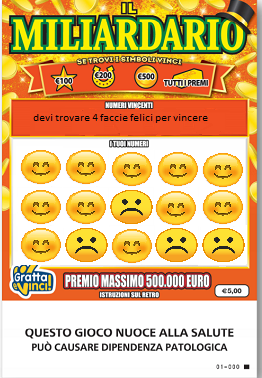 IL
MILIARDARIO
SE TROVI I SIMBOLI VINCI
€100
€200
€500
TUTTI I PREMI
NUMERI VINCENTI
devi trovare 4 faccie felici per vincere
I TUOI NUMERI
Gratta
e Vinci!
PREMIO MASSIMO 500.000 EURO
ISTRUZIONI SUL RETRO
€5,00
QUESTO GIOCO NUOCE ALLA SALUTE
PUÒ CAUSARE DIPENDENZA PATOLOGICA
01-000